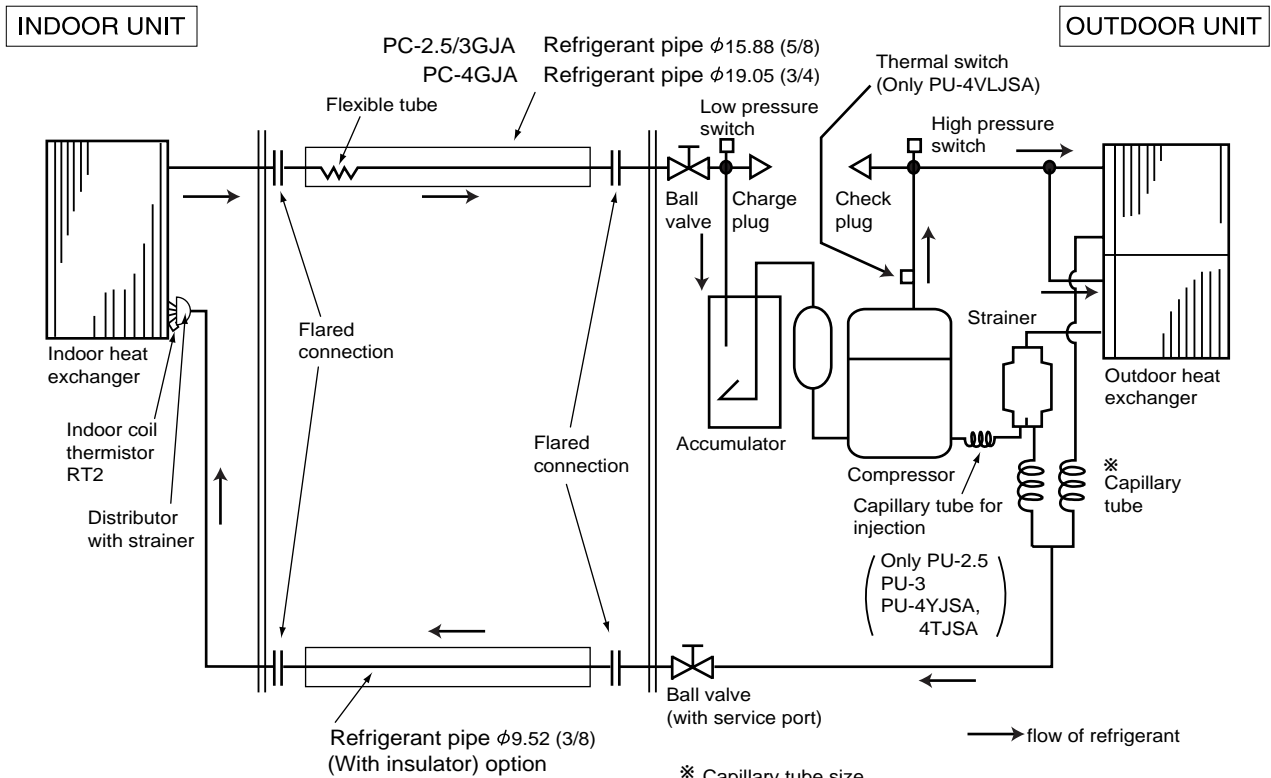 INDOOR UNIT
OUTDOOR UNIT
PC-2.5/3GJA Refrigerant pipe φ15.88 (5/8)
PC-4GJA Refrigerant pipe φ19.05 (3/4)
Thermal switch
(Only PU-4VLJSA)
Flexible tube
Low pressure
switch
High pressure
switch
Ball
valve
Charge
plug
Check
plug
Flared
connection
Strainer
Indoor heat
exchanger
Outdoor heat
exchanger
Indoor coil
thermistor
RT2
Flared
connection
Accumulator
Compressor
※
Capillary
tube
Capillary tube for
injection
Distributor
with strainer
(Only PU-2.5
PU-3
PU-4YJSA,
4TJSA)
Ball valve
(with service port)
Refrigerant pipe φ9.52 (3/8)
(With insulator) option
flow of refrigerant
※ Capillary tube size